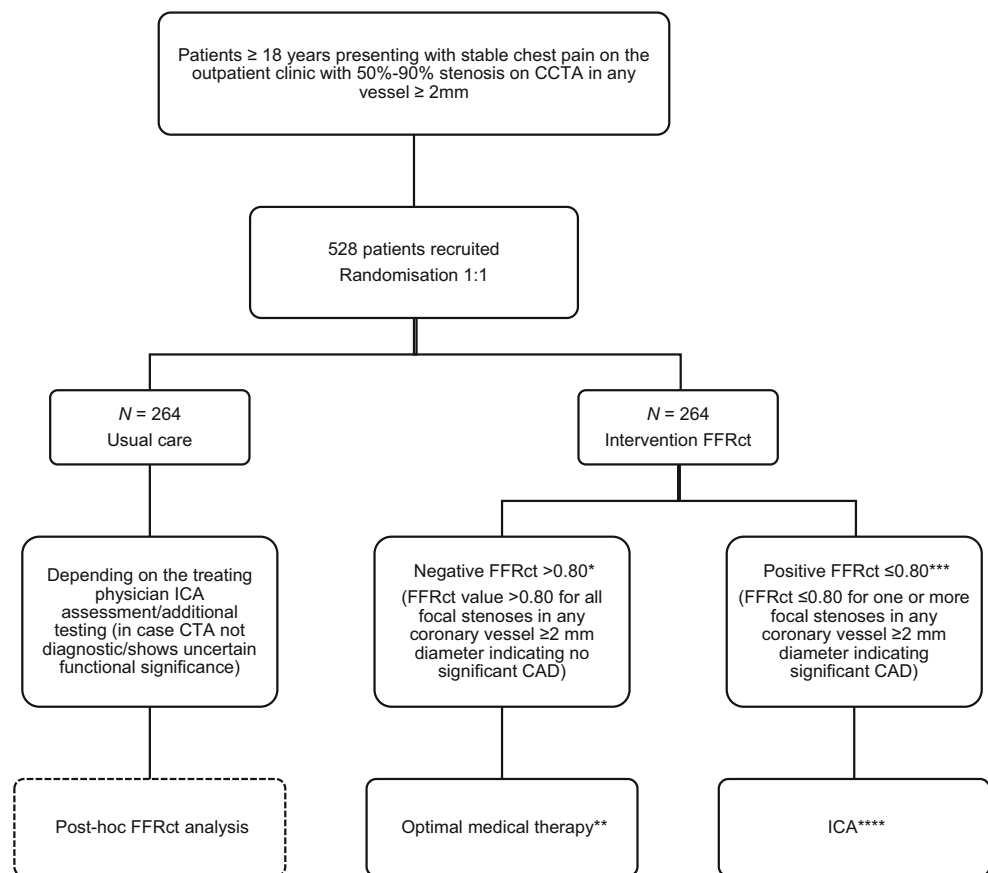 Patients ≥ 18 years presenting with stable chest pain on the
outpatient clinic with 50%-90% stenosis on CCTA in any
vessel ≥ 2mm
528 patients recruited
Randomisation 1:1
N = 264
Usual care
N = 264
Intervention FFRct
Depending on the treating
physician ICA
assessment/additional
testing (in case CTA not
diagnostic/shows uncertain
functional significance)
Negative FFRct >0.80*
(FFRct value >0.80 for all
focal stenoses in any
coronary vessel ≥2 mm
diameter indicating no
significant CAD)
Positive FFRct ≤0.80***
(FFRct ≤0.80 for one or more
focal stenoses in any
coronary vessel ≥2 mm
diameter indicating
significant CAD)
Post-hoc FFRct analysis
Optimal medical therapy**
ICA****